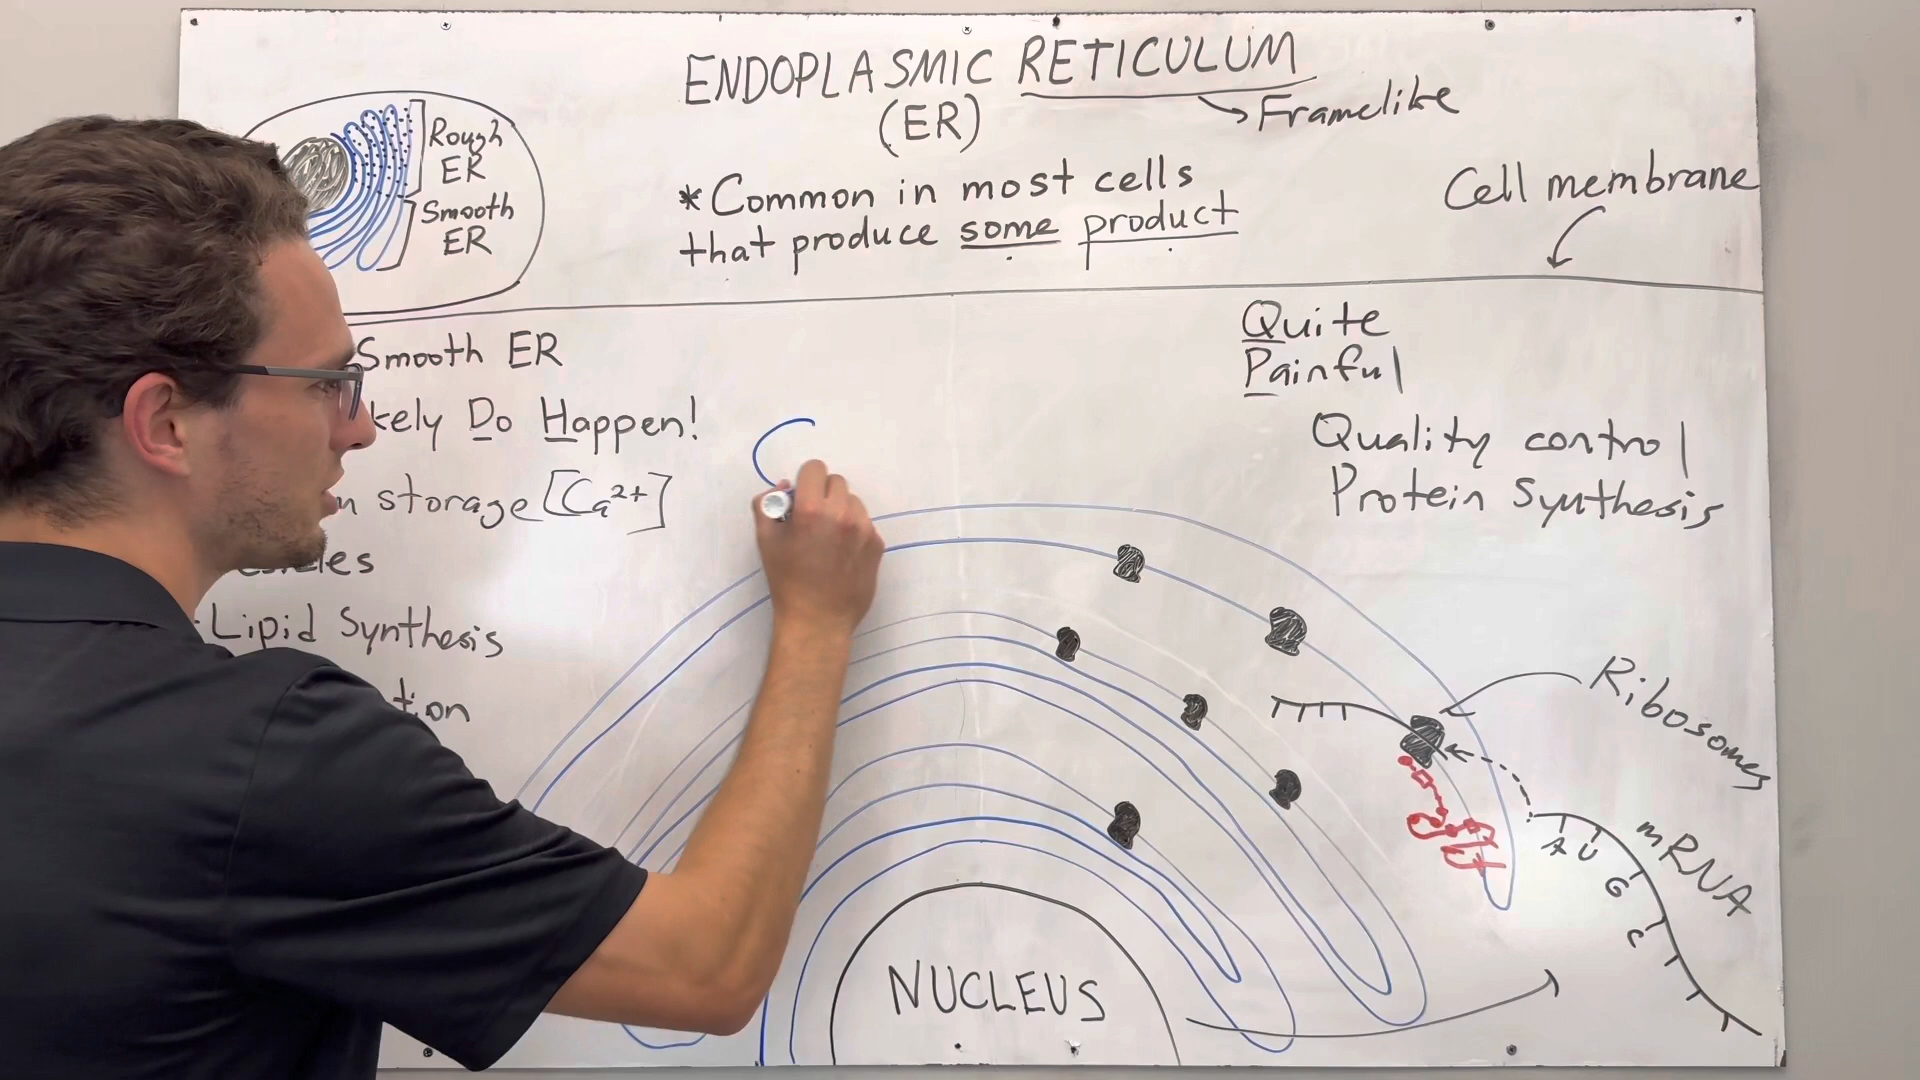 ENDOPLASMIC RETICULUM
(ER)
Framelike
*Common in most cells
that produce some product
Rough
ER
Smooth
ER
Cell membrane
Smooth ER
Do Happen!
storage [Ca2+]
Lipid Synthesis
Quite
Painful
Quality control
Protein Synthesis
Ribosomes
mRNA
A U G C
NUCLEUS